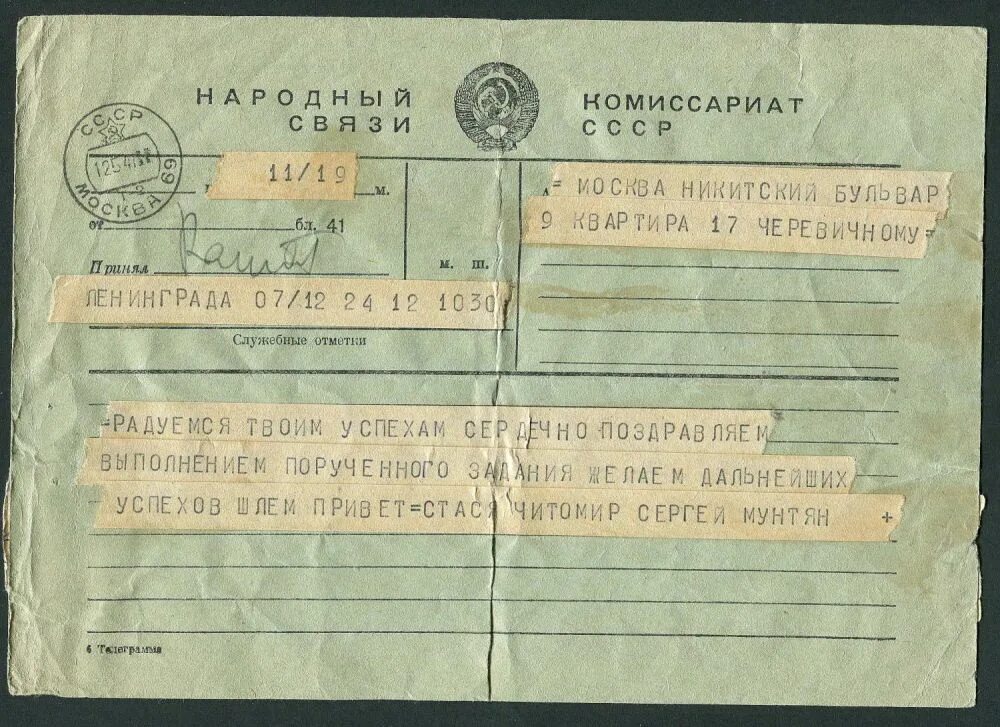 НАРОДНЫЙ КОМИССАРИАТ
СВЯЗИ СССР
СССР
МОСКВА 69
11/19 м.
от бл. 41
Принял м. ш.
ЛЕНИНГРАДА 07/12 24 12 1030
Служебные отметки
А= МОСКВА НИКИТСКИЙ БУЛЬВАР
9 КВАРТИРА 17 ЧЕРЕВИЧНОМУ=
=РАДУЕМСЯ ТВОИМ УСПЕХАМ СЕРДЕЧНО ПОЗДРАВЛЯЕМ
ВЫПОЛНЕНИЕМ ПОРУЧЕННОГО ЗАДАНИЯ ЖЕЛАЕМ ДАЛЬНЕЙШИХ
УСПЕХОВ ШЛЕМ ПРИВЕТ=СТАСЯ ЧИТОМИР СЕРГЕЙ МУНТЯН +
6 Телеграмма